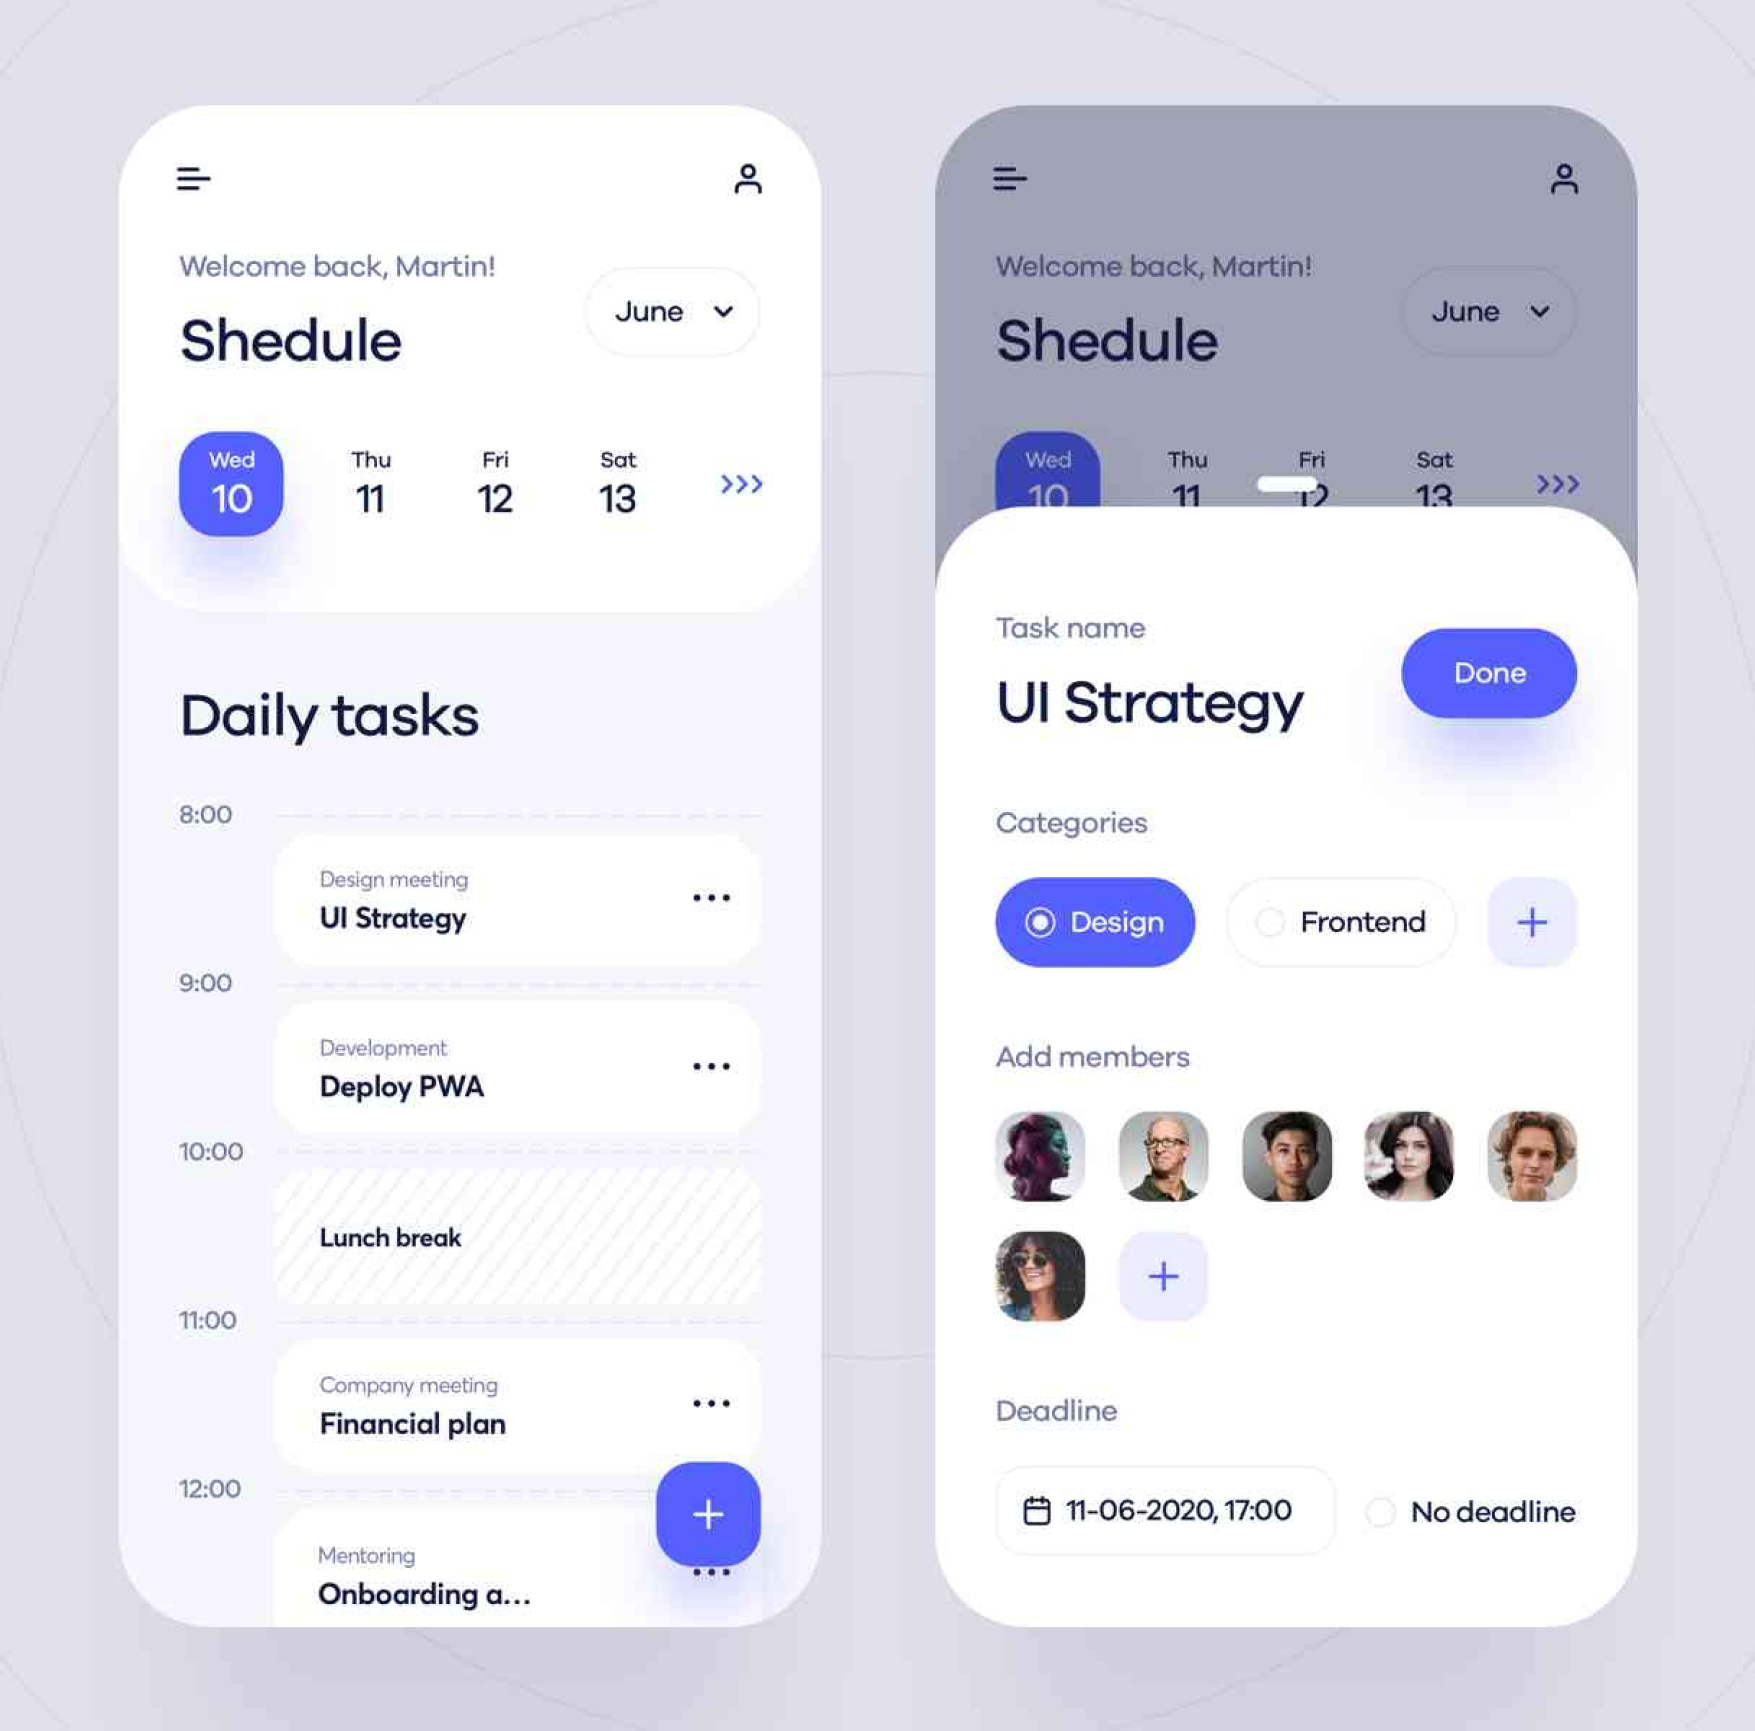 Welcome back, Martin!
Shedule
June
Wed Thu Fri Sat
10 11 12 13
Daily tasks
8:00
Design meeting
UI Strategy
9:00
Development
Deploy PWA
10:00
Lunch break
11:00
Company meeting
Financial plan
12:00
Mentoring
Onboarding a...
Welcome back, Martin!
Shedule
June
Wed Thu Fri Sat
10 11 12 13
Task name
UI Strategy
Done
Categories
Design Frontend
Add members
Deadline
11-06-2020, 17:00 No deadline